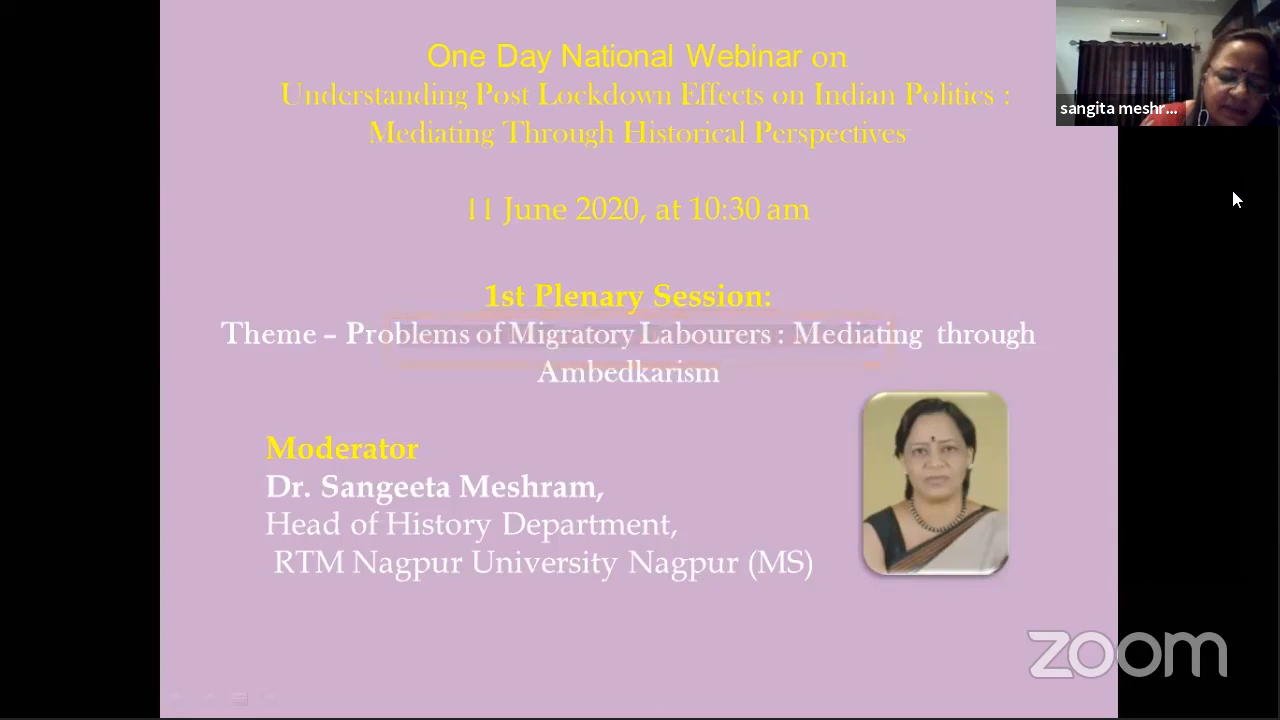 One Day National Webinar on
Understanding Post Lockdown Effects on Indian Politics :
Mediating Through Historical Perspectives
11 June 2020, at 10:30 am
1st Plenary Session:
Theme – Problems of Migratory Labourers : Mediating through
Ambedkarism
Moderator
Dr. Sangeeta Meshram,
Head of History Department,
RTM Nagpur University Nagpur (MS)
sangita meshr...
zoom